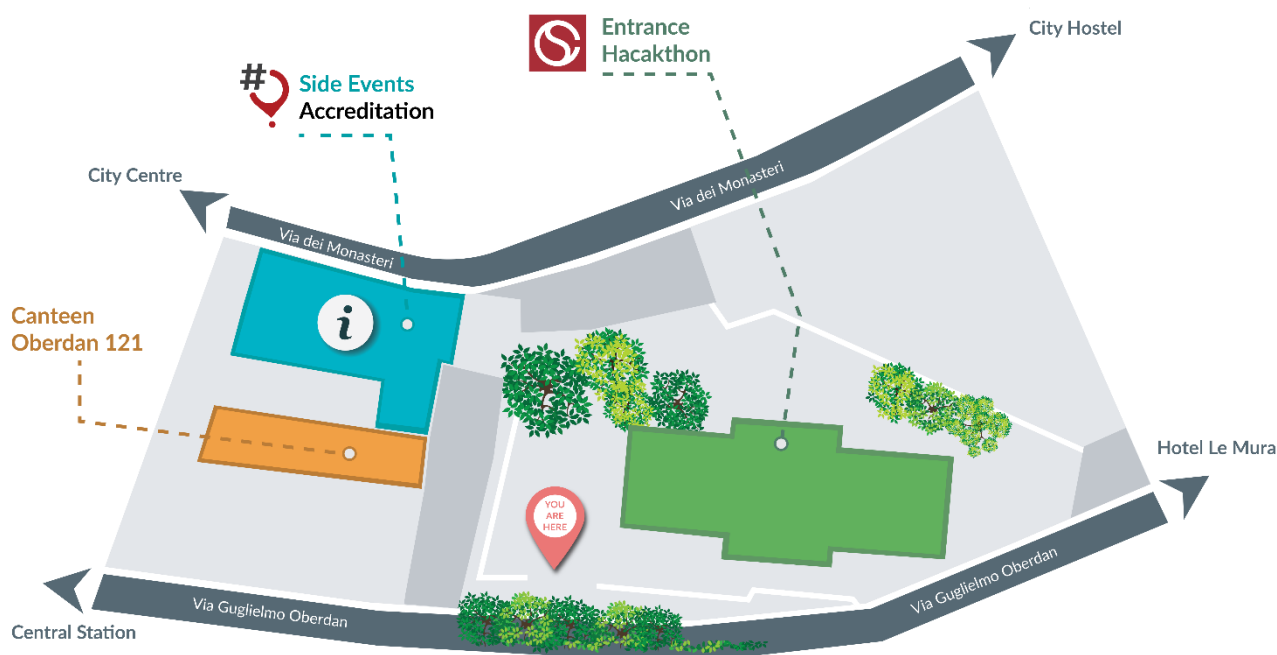 Entrance
Hacakthon
City Hostel
#
Side Events
Accreditation
City Centre
Via dei Monasteri
Via dei Monasteri
i
Canteen
Oberdan 121
Hotel Le Mura
YOU
ARE
HERE
Via Guglielmo Oberdan
Via Guglielmo Oberdan
Central Station